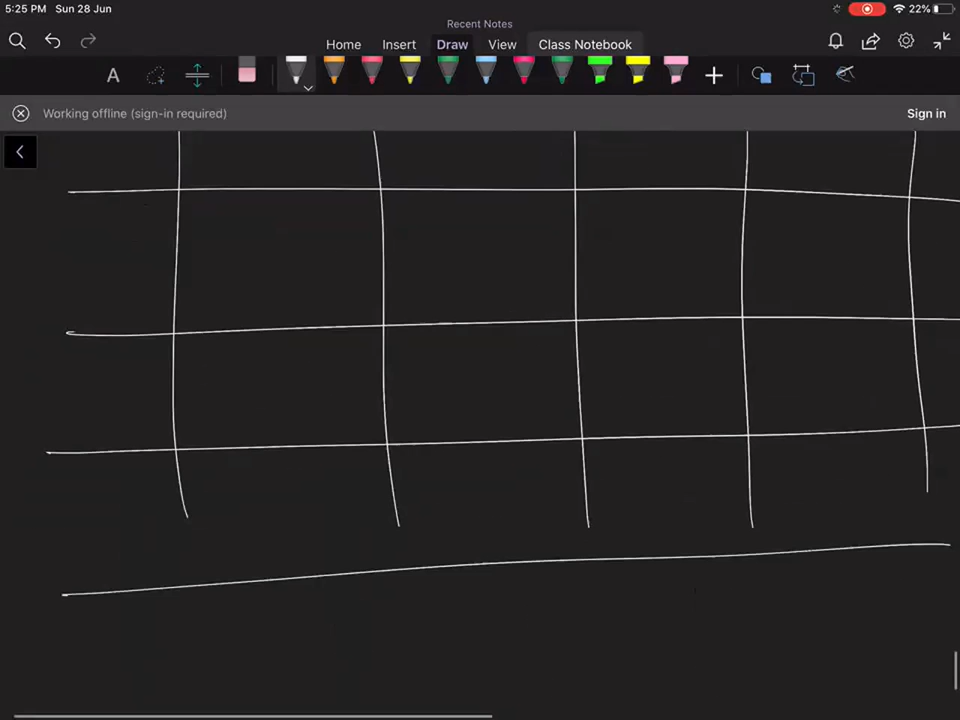 5:25 PM Sun 28 Jun 22%
Recent Notes
Home Insert Draw View Class Notebook
A
Working offline (sign-in required) Sign in